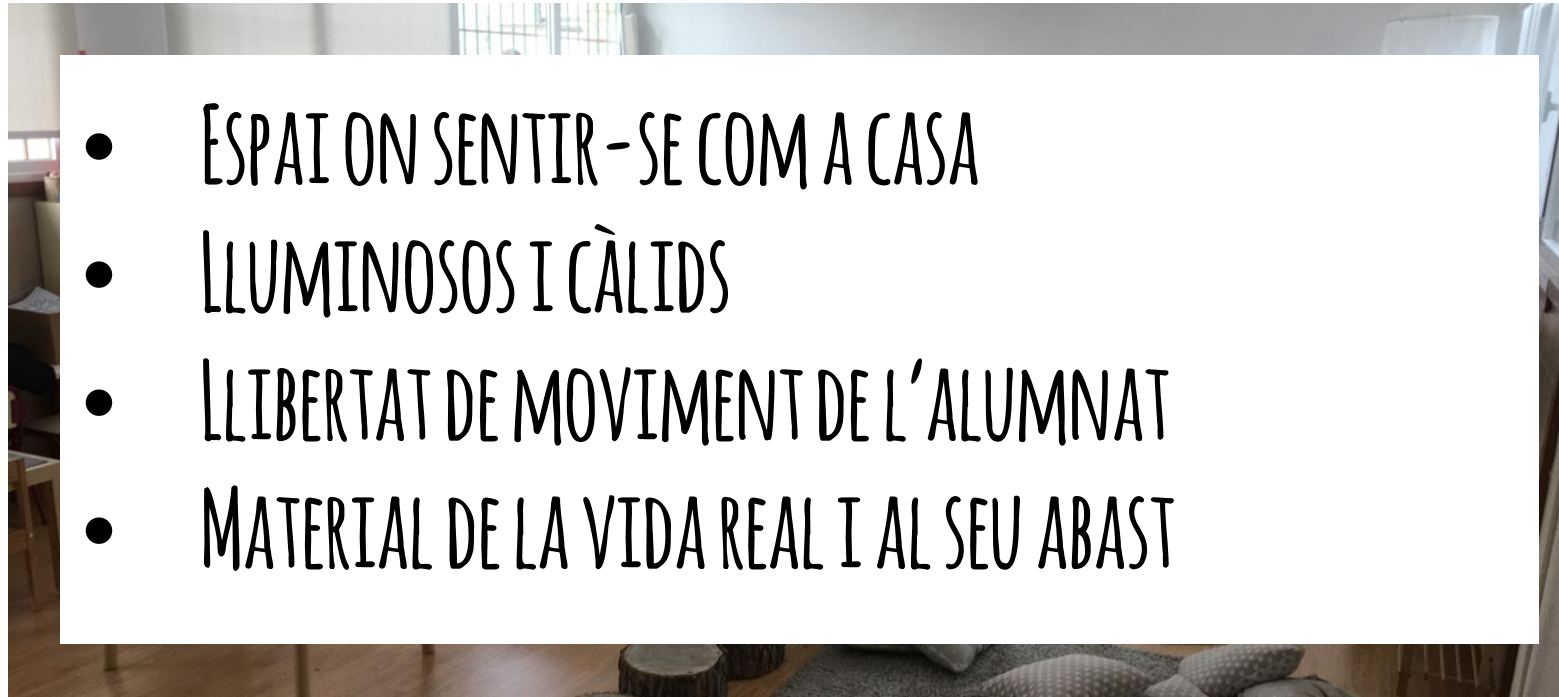 ● Espai on sentir-se com a casa
● Lluminosos i càlids
● Llibertat de moviment de l’alumnat
● Material de la vida real i al seu abast